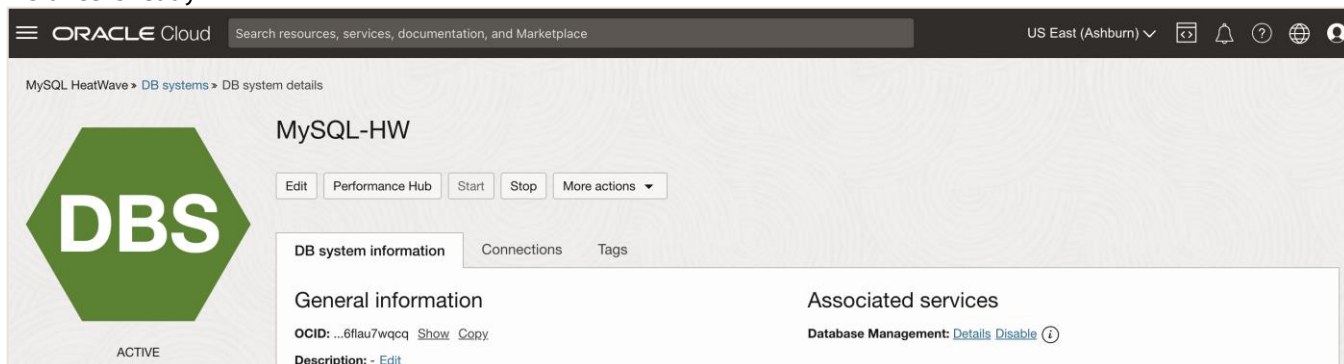 ORACLE Cloud
Search resources, services, documentation, and Marketplace
US East (Ashburn)
MySQL HeatWave » DB systems » DB system details
DBS
ACTIVE
MySQL-HW
Edit
Performance Hub
Start
Stop
More actions
DB system information
Connections
Tags
General information
OCID: ...6flau7wqcq Show Copy
Description: - Edit
Associated services
Database Management: Details Disable